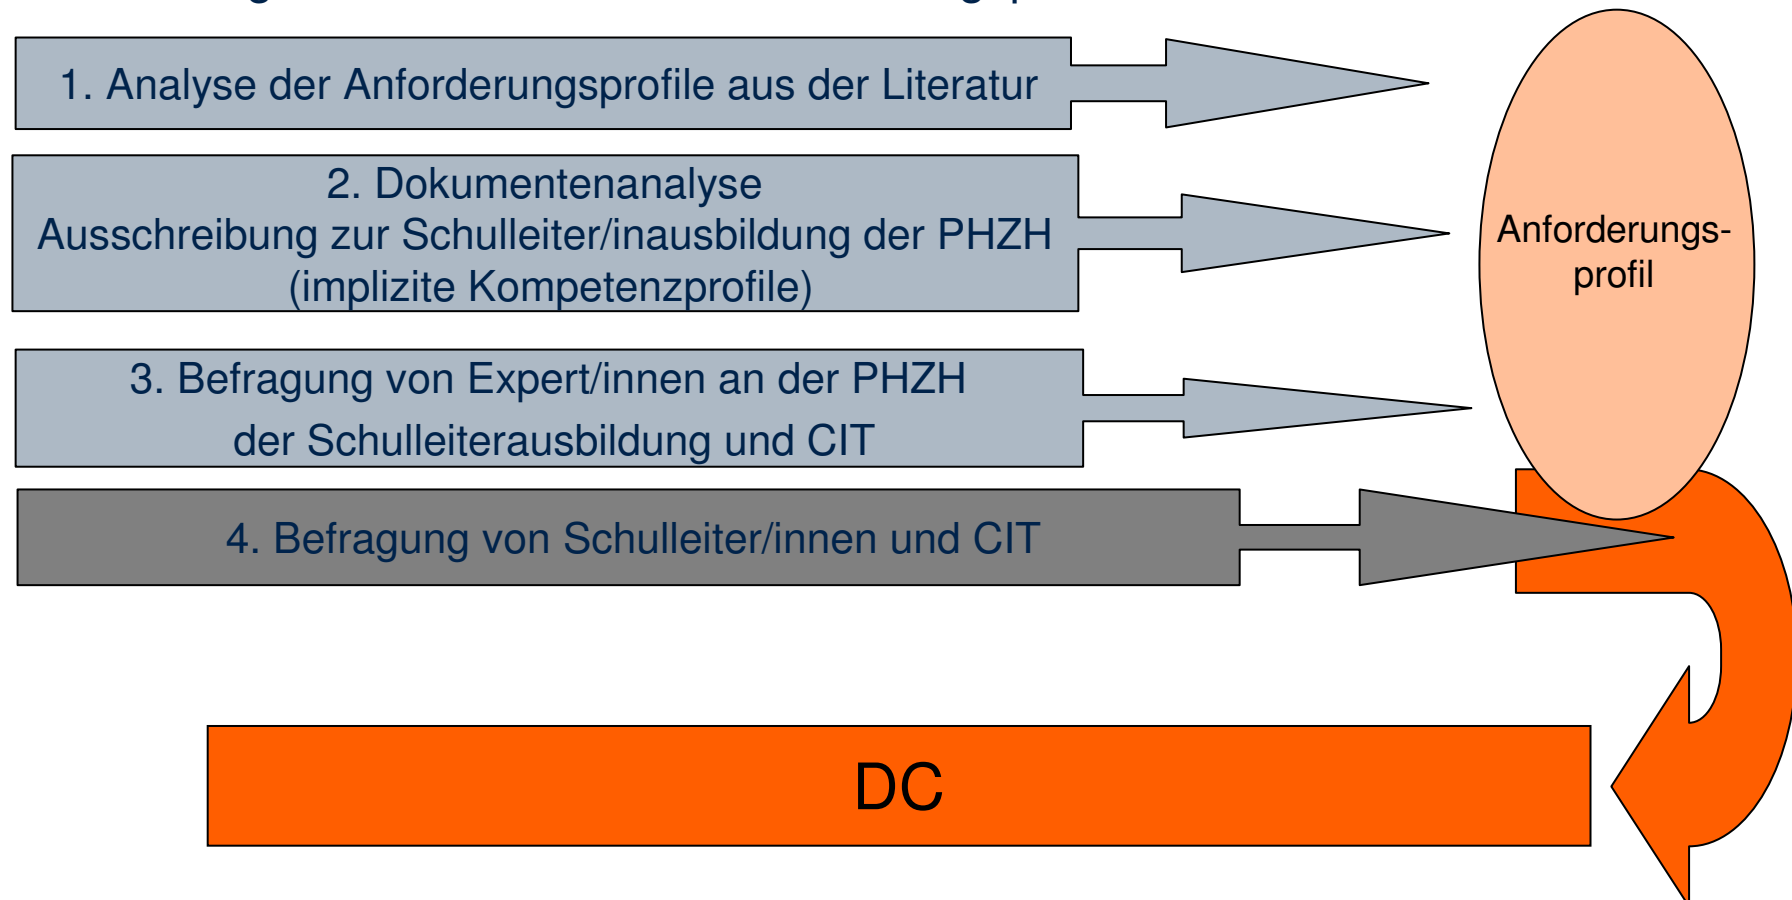 1. Analyse der Anforderungsprofile aus der Literatur
2. Dokumentenanalyse
Ausschreibung zur Schulleiter/inausbildung der PHZH
(implizite Kompetenzprofile)
Anforderungs-
profil
3. Befragung von Expert/innen an der PHZH
der Schulleiterausbildung und CIT
4. Befragung von Schulleiter/innen und CIT
DC